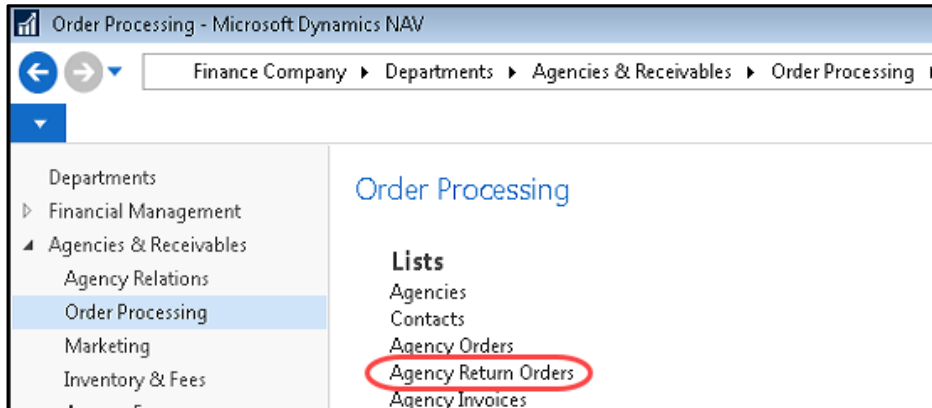 Order Processing - Microsoft Dynamics NAV
Finance Company ▸ Departments ▸ Agencies & Receivables ▸ Order Processing
Departments
Financial Management
Agencies & Receivables
Agency Relations
Order Processing
Marketing
Inventory & Fees
Order Processing
Lists
Agencies
Contacts
Agency Orders
Agency Return Orders
Agency Invoices